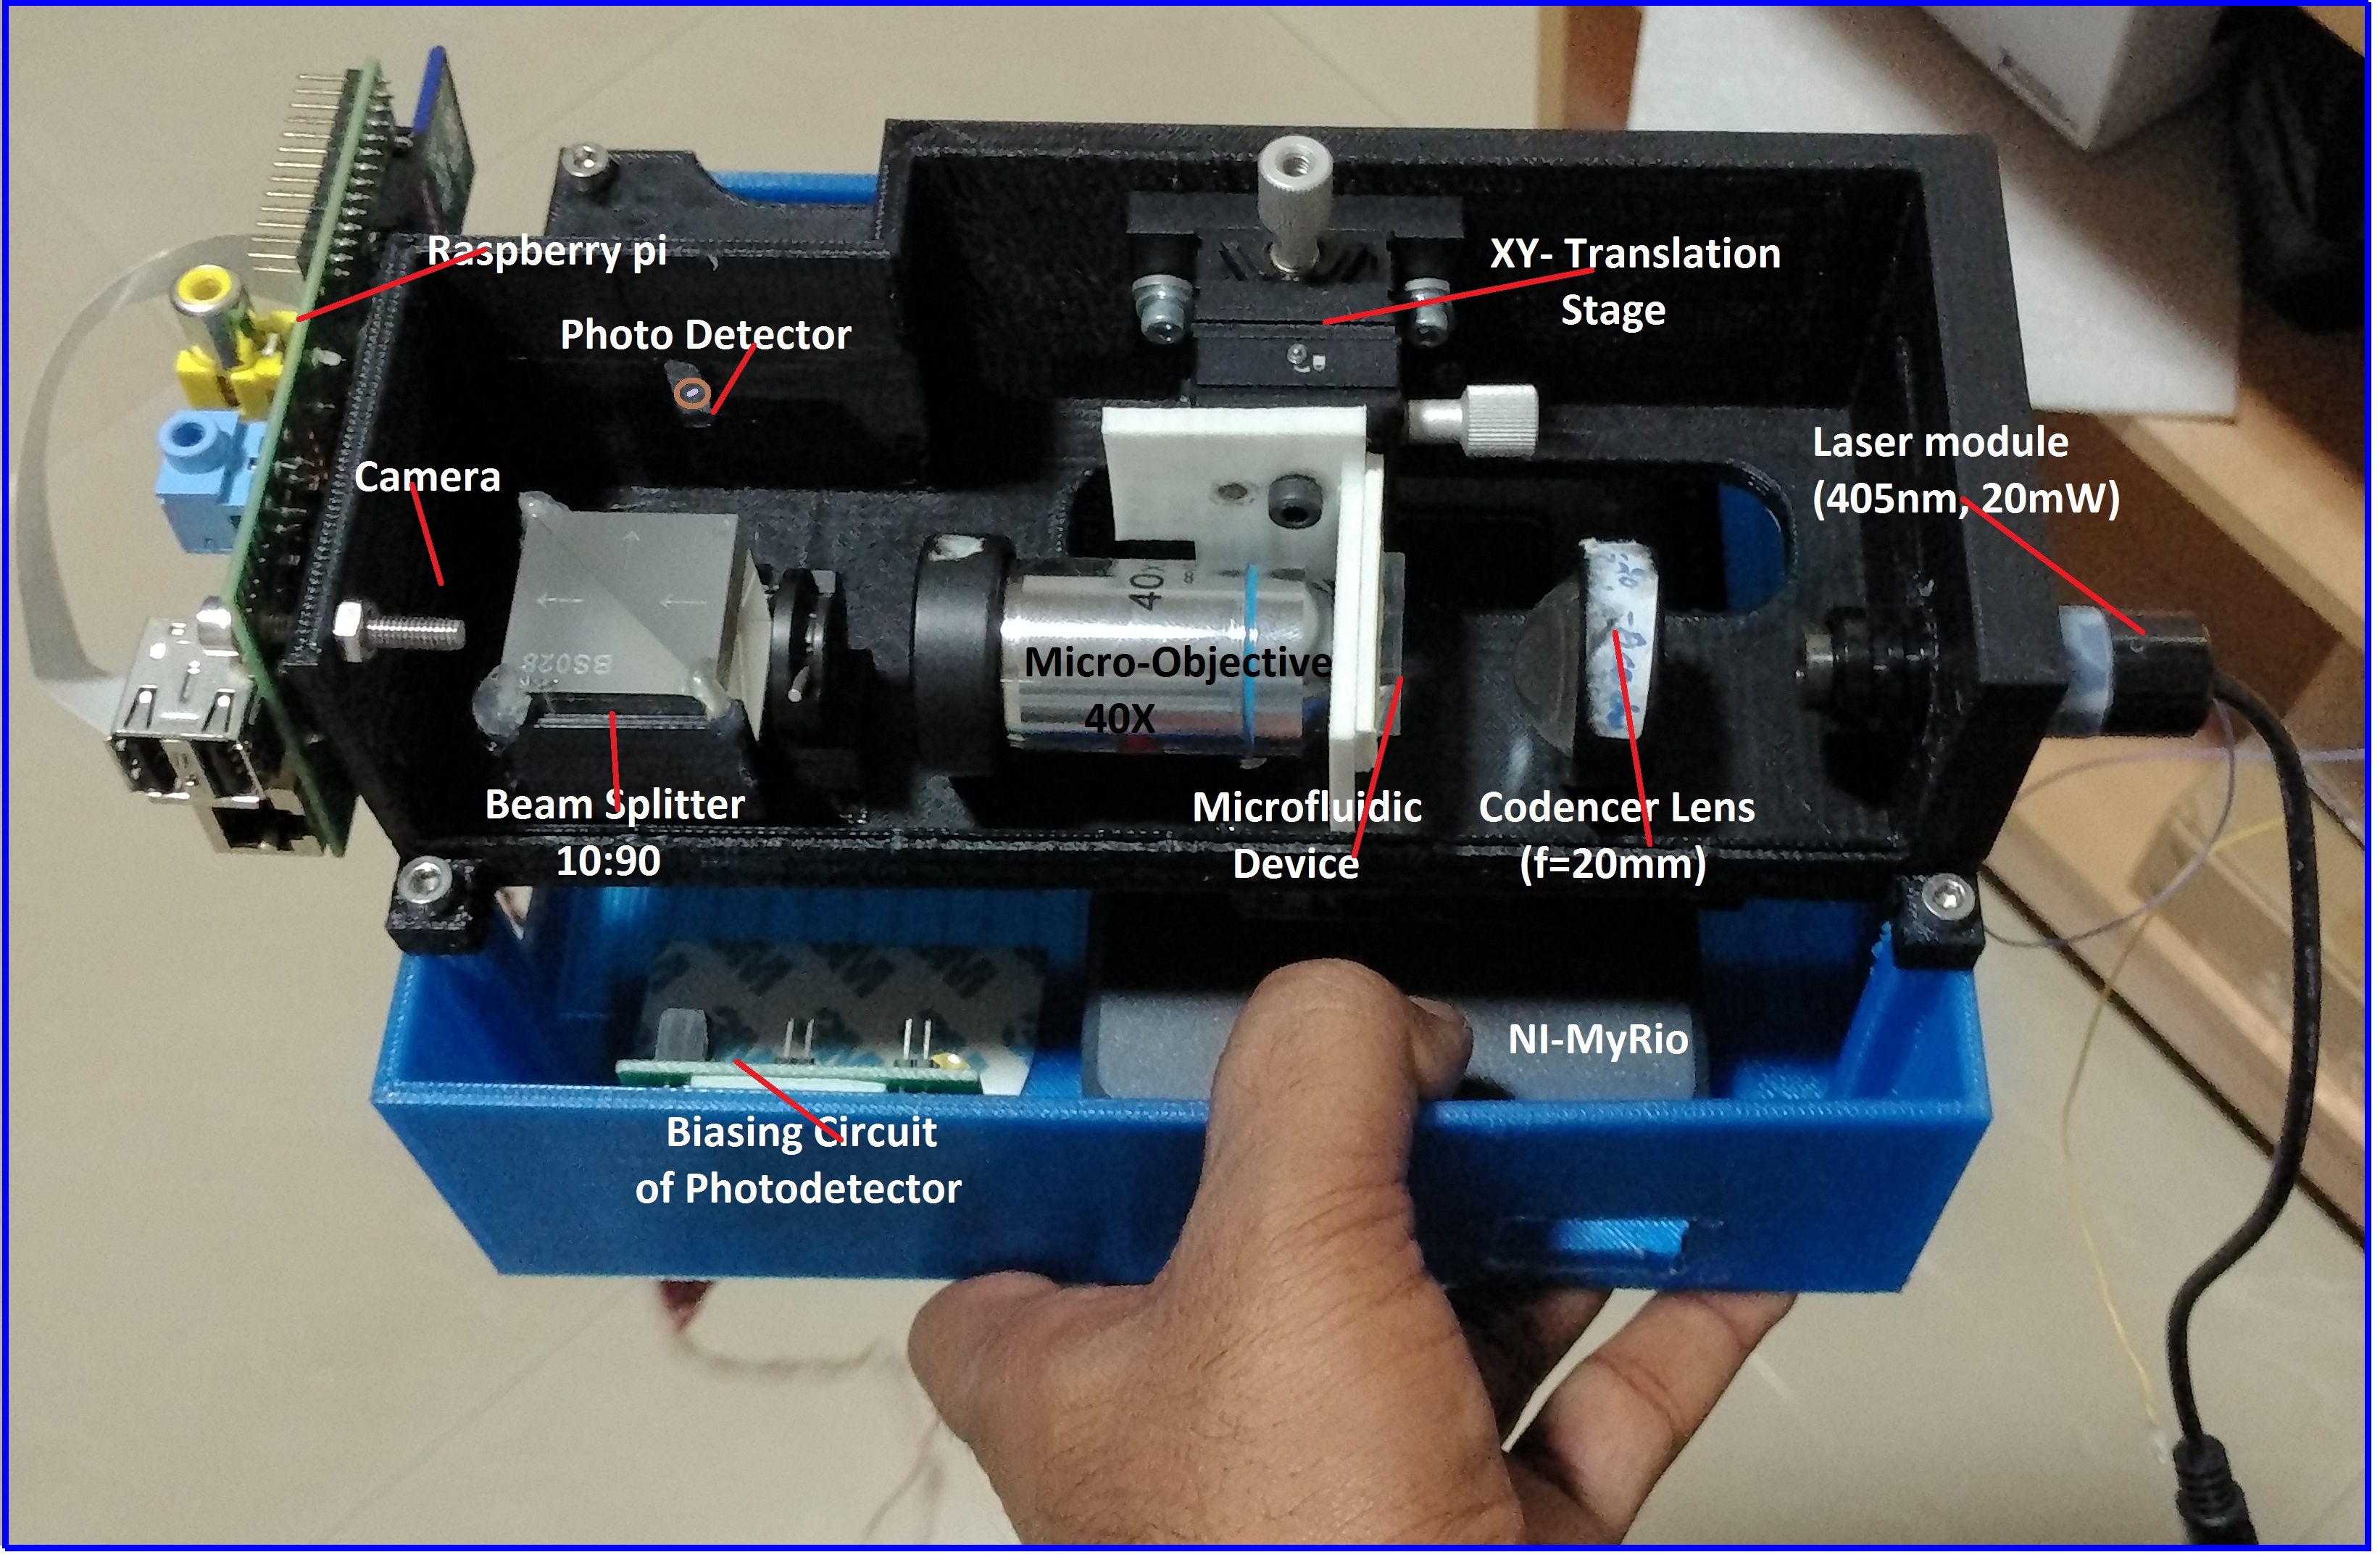 Raspberry pi
XY- Translation
Stage
Photo Detector
Laser module
(405nm, 20mW)
Camera
40X
BS028
Micro-Objective
40X
Beam Splitter
10:90
Microfluidic
Device
Codencer Lens
(f=20mm)
NI-MyRio
Biasing Circuit
of Photodetector